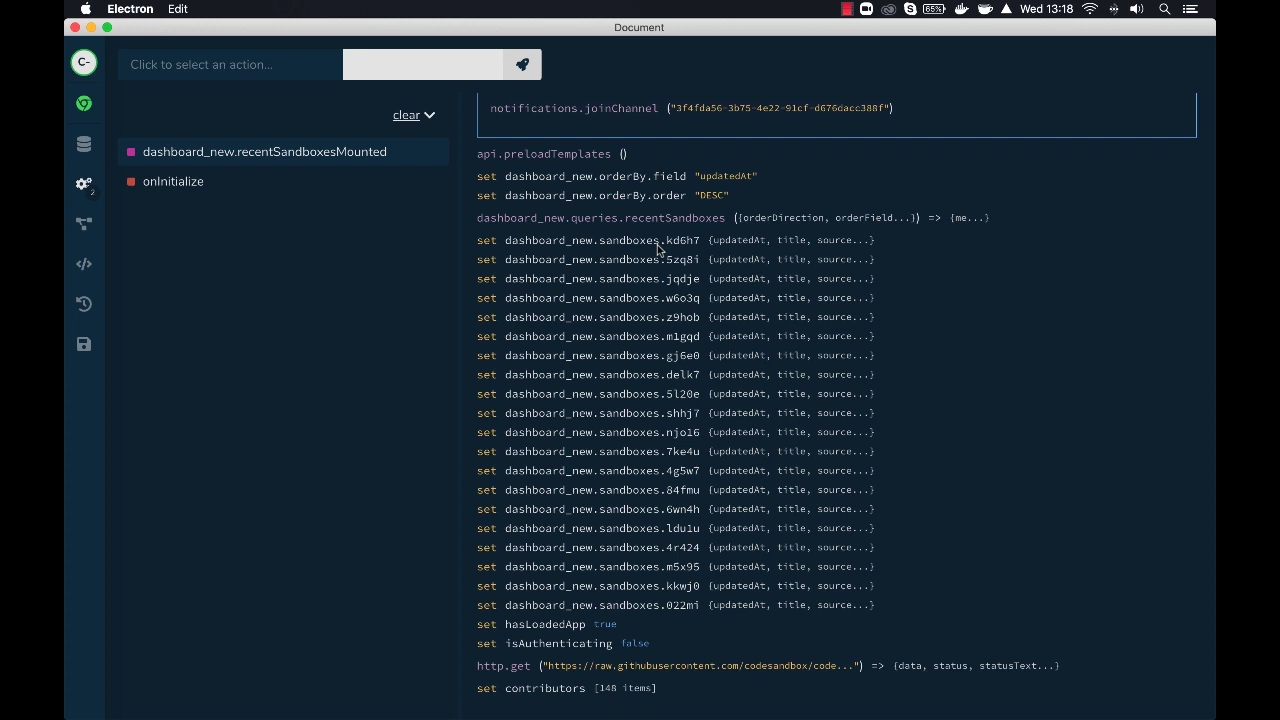 Electron Edit 65% Wed 13:18
Document
C-
Click to select an action...
clear
2
dashboard_new.recentSandboxesMounted
onInitialize
notifications.joinChannel ("3f4fda56-3b75-4e22-91cf-d676dacc388f")
api.preloadTemplates ()
set dashboard_new.orderBy.field "updatedAt"
set dashboard_new.orderBy.order "DESC"
dashboard_new.queries.recentSandboxes ({orderDirection, orderField...}) => {me...}
set dashboard_new.sandboxes.kd6h7 {updatedAt, title, source...}
set dashboard_new.sandboxes.5zq8i {updatedAt, title, source...}
set dashboard_new.sandboxes.jqdje {updatedAt, title, source...}
set dashboard_new.sandboxes.w6o3q {updatedAt, title, source...}
set dashboard_new.sandboxes.z9hob {updatedAt, title, source...}
set dashboard_new.sandboxes.m1gqd {updatedAt, title, source...}
set dashboard_new.sandboxes.gj6e0 {updatedAt, title, source...}
set dashboard_new.sandboxes.delk7 {updatedAt, title, source...}
set dashboard_new.sandboxes.5l20e {updatedAt, title, source...}
set dashboard_new.sandboxes.shhj7 {updatedAt, title, source...}
set dashboard_new.sandboxes.njo16 {updatedAt, title, source...}
set dashboard_new.sandboxes.7ke4u {updatedAt, title, source...}
set dashboard_new.sandboxes.4g5w7 {updatedAt, title, source...}
set dashboard_new.sandboxes.84fmu {updatedAt, title, source...}
set dashboard_new.sandboxes.6wn4h {updatedAt, title, source...}
set dashboard_new.sandboxes.ldu1u {updatedAt, title, source...}
set dashboard_new.sandboxes.4r424 {updatedAt, title, source...}
set dashboard_new.sandboxes.m5x95 {updatedAt, title, source...}
set dashboard_new.sandboxes.kkwj0 {updatedAt, title, source...}
set dashboard_new.sandboxes.022mi {updatedAt, title, source...}
set hasLoadedApp true
set isAuthenticating false
http.get ("https://raw.githubusercontent.com/codesandbox/code...") => {data, status, statusText...}
set contributors [148 items]